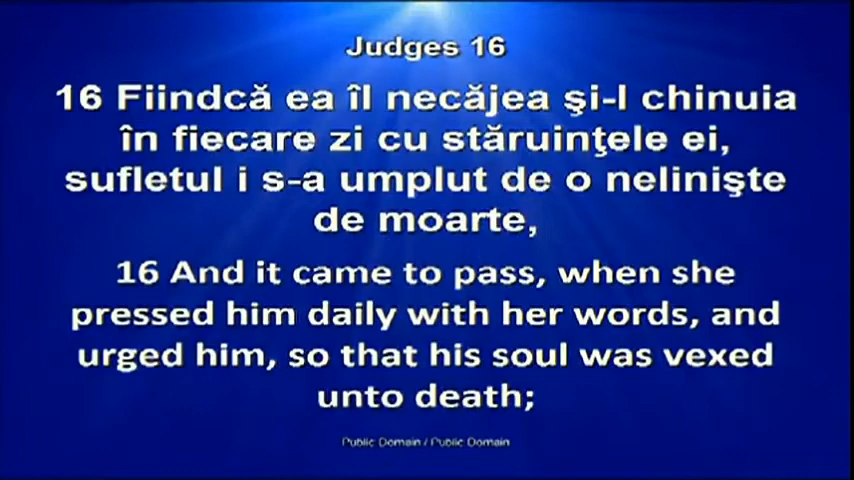 Judges 16
16 Fiindcă ea îl necăjea şi-l chinuia
în fiecare zi cu stăruinţele ei,
sufletul i s-a umplut de o nelinişte
de moarte,
16 And it came to pass, when she
pressed him daily with her words, and
urged him, so that his soul was vexed
unto death;
Public Domain / Public Domain